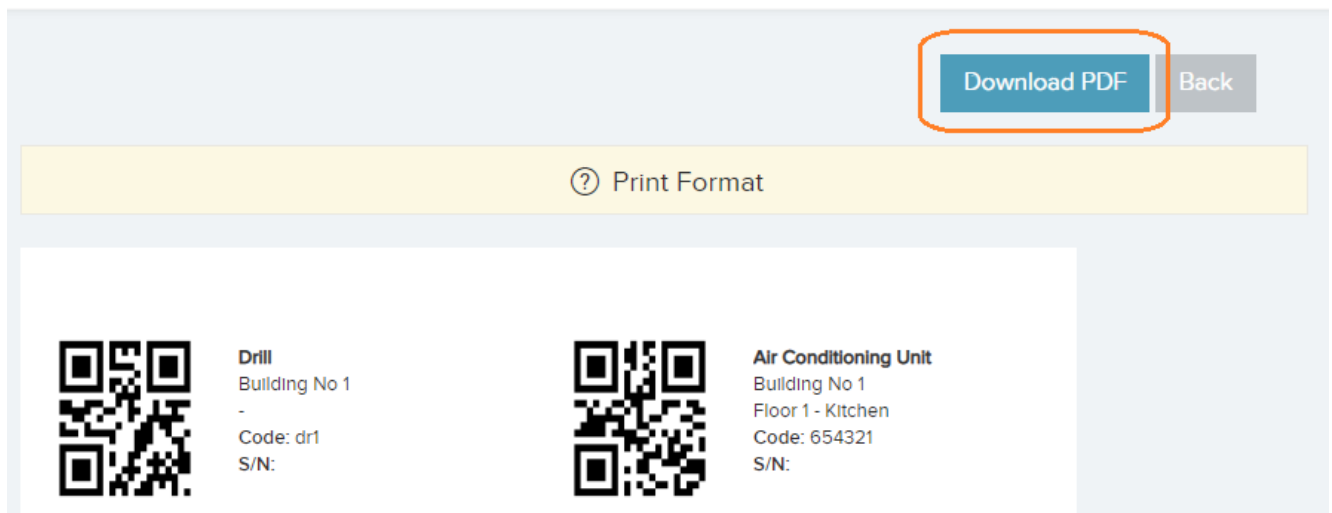 Download PDF
Back
Print Format
Drill
Building No 1
-
Code: dr1
S/N:
Air Conditioning Unit
Building No 1
Floor 1 - Kitchen
Code: 654321
S/N: